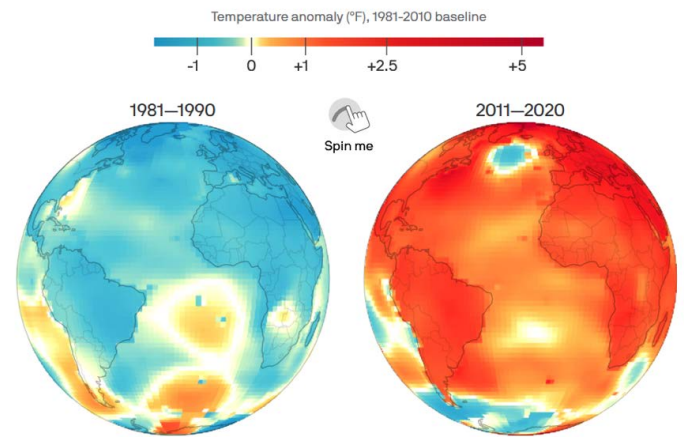 Temperature anomaly (°F), 1981-2010 baseline
-1 0 +1 +2.5 +5
1981—1990
2011—2020
Spin me